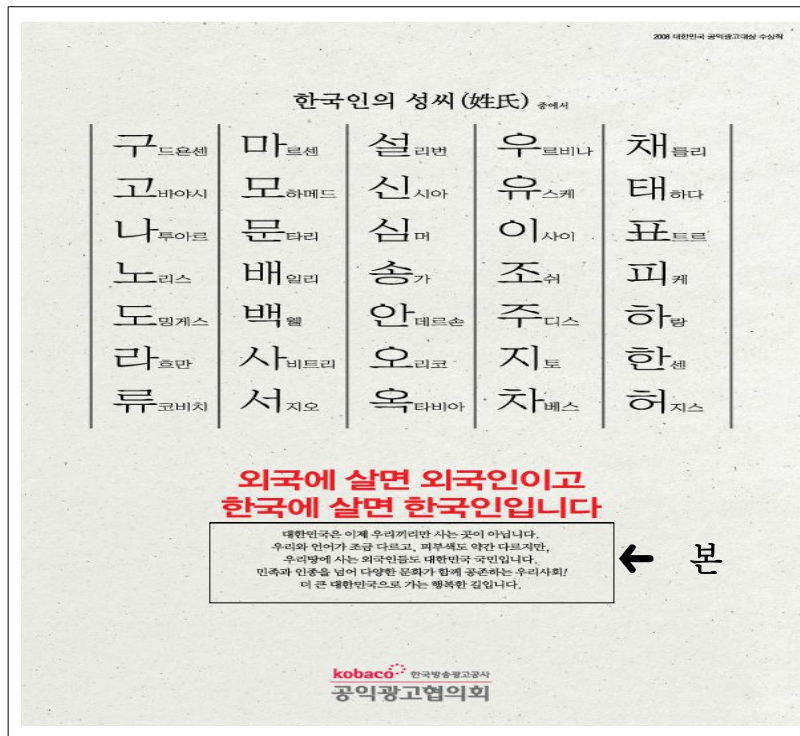 2008 대한민국 공익광고대상 수상작
한국인의 성씨(姓氏) 중에서
구드욘센 마르센 설리번 우르비나 채틀리
고바야시 모하메드 신시아 유스케 태하다
나투아르 문타리 심머 이사이 표트르
노리스 배일리 송가 조쉬 피케
도밍게스 백웰 안데르손 주디스 하랑
라흐만 사비트리 오리코 지토 한센
류코비치 서지오 옥타비아 차베스 허지스
외국에 살면 외국인이고
한국에 살면 한국인입니다
대한민국은 이제 우리끼리만 사는 곳이 아닙니다.
우리와 언어가 조금 다르고, 피부색도 약간 다르지만,
우리땅에 사는 외국인들도 대한민국 국민입니다.
민족과 인종을 넘어 다양한 문화가 함께 공존하는 우리사회!
더 큰 대한민국으로 가는 행복한 길입니다.
본
kobaco 한국방송광고공사
공익광고협의회